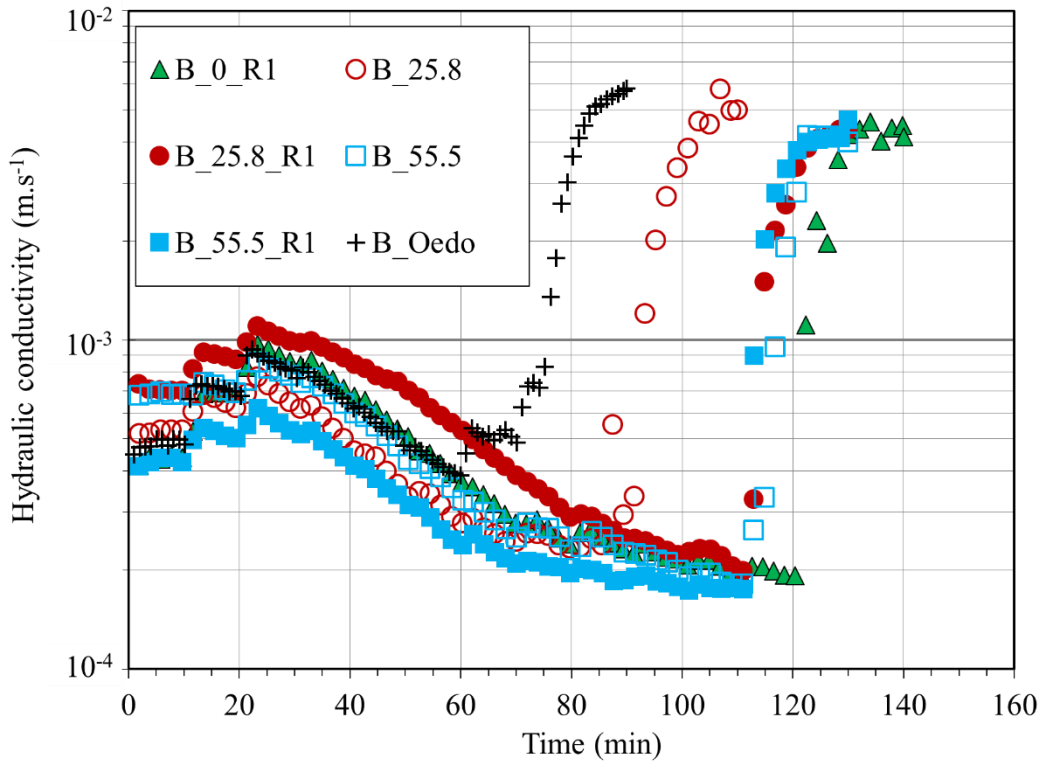 10⁻²
B_0_R1 B_25.8
B_25.8_R1 B_55.5
B_55.5_R1 B_Oedo
10⁻³
10⁻⁴
Hydraulic conductivity (m.s⁻¹)
0 20 40 60 80 100 120 140 160
Time (min)